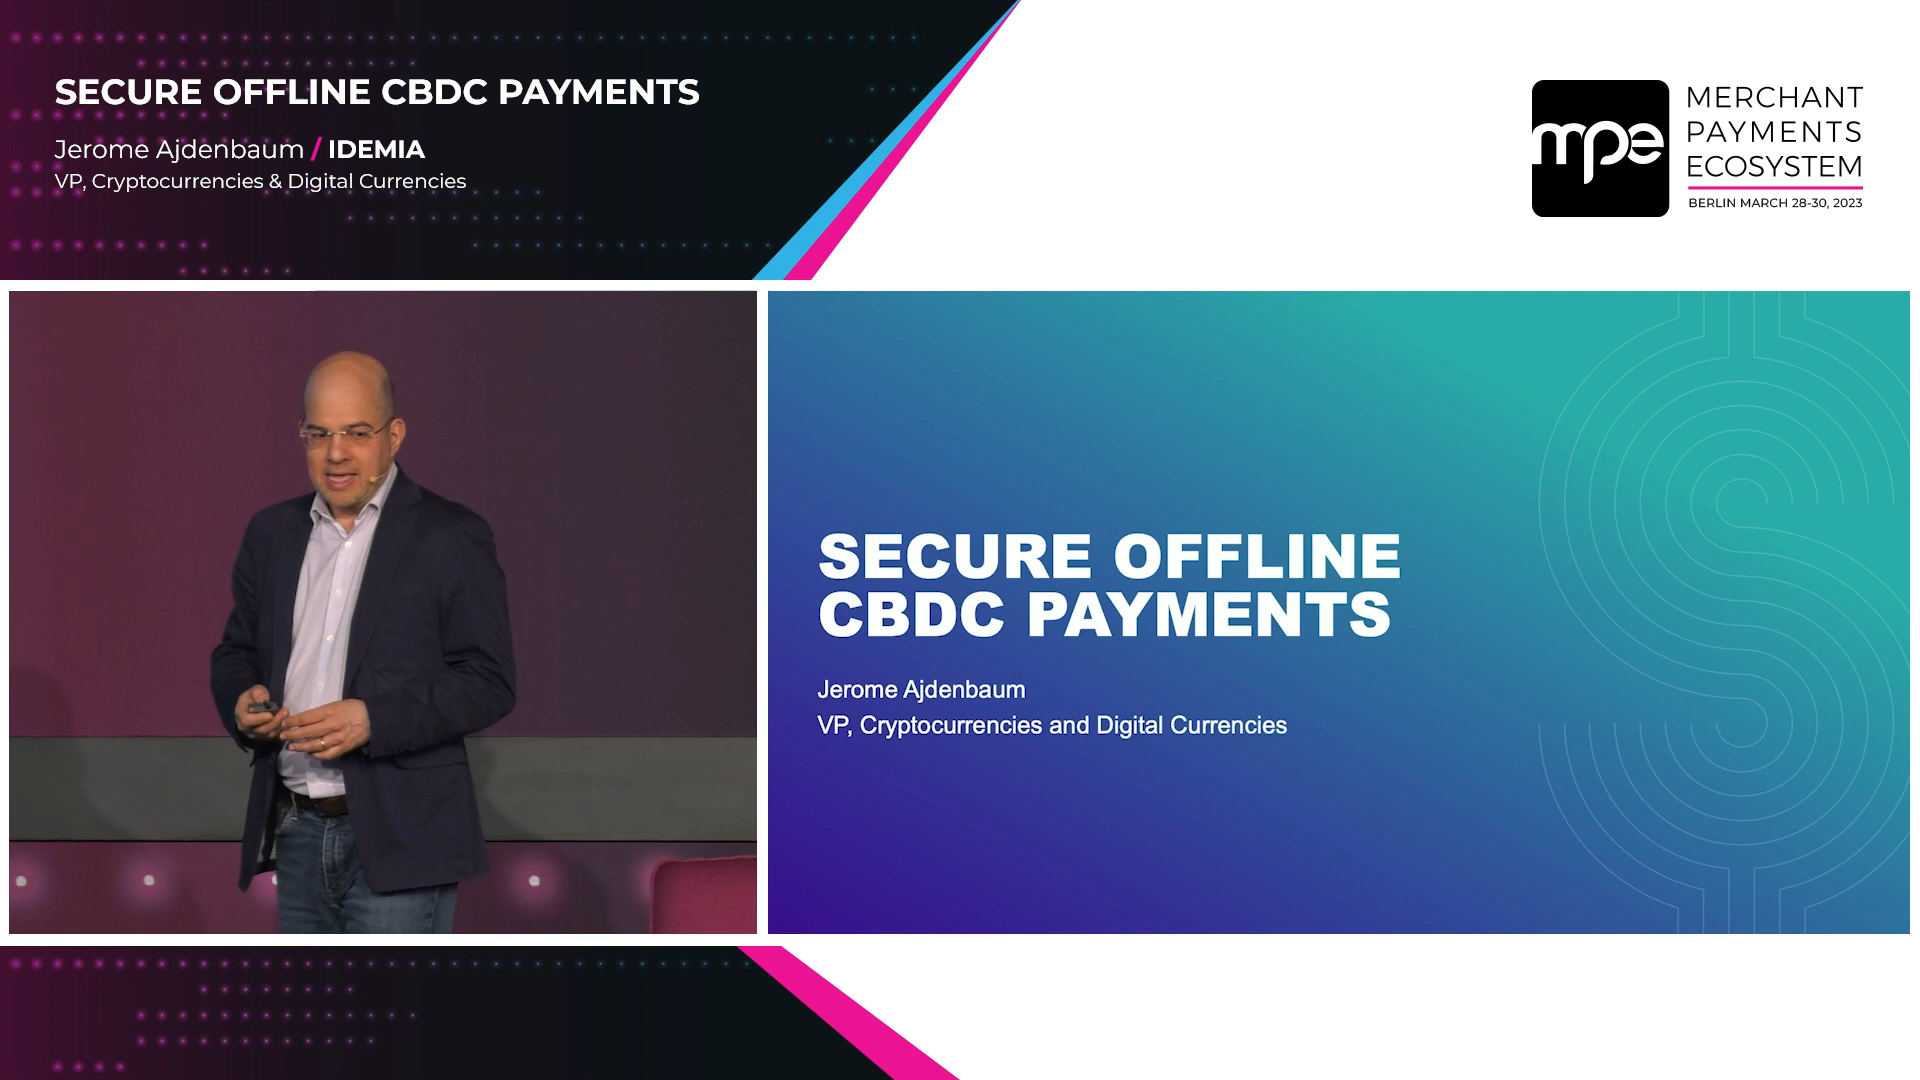 SECURE OFFLINE CBDC PAYMENTS
Jerome Ajdenbaum / IDEMIA
VP, Cryptocurrencies & Digital Currencies
mpe
MERCHANT
PAYMENTS
ECOSYSTEM
BERLIN MARCH 28-30, 2023
SECURE OFFLINE
CBDC PAYMENTS
Jerome Ajdenbaum
VP, Cryptocurrencies and Digital Currencies